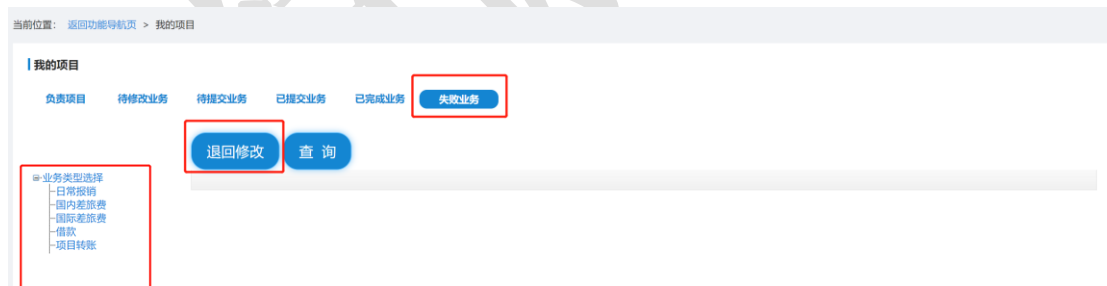 当前位置： 返回功能导航页 > 我的项目
我的项目
负责项目 待修改业务 待提交业务 已提交业务 已完成业务 失败业务
退回修改 查 询
业务类型选择
日常报销
国内差旅费
国际差旅费
借款
项目转账